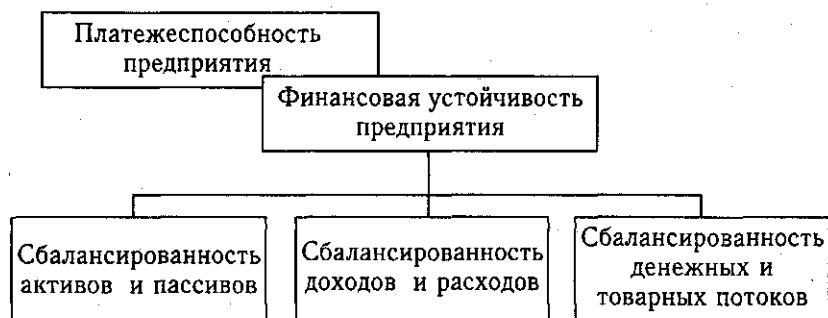 Платежеспособность
предприятия
Финансовая устойчивость
предприятия
Сбалансированность
активов и пассивов
Сбалансированность
доходов и расходов
Сбалансированность
денежных и
товарных потоков